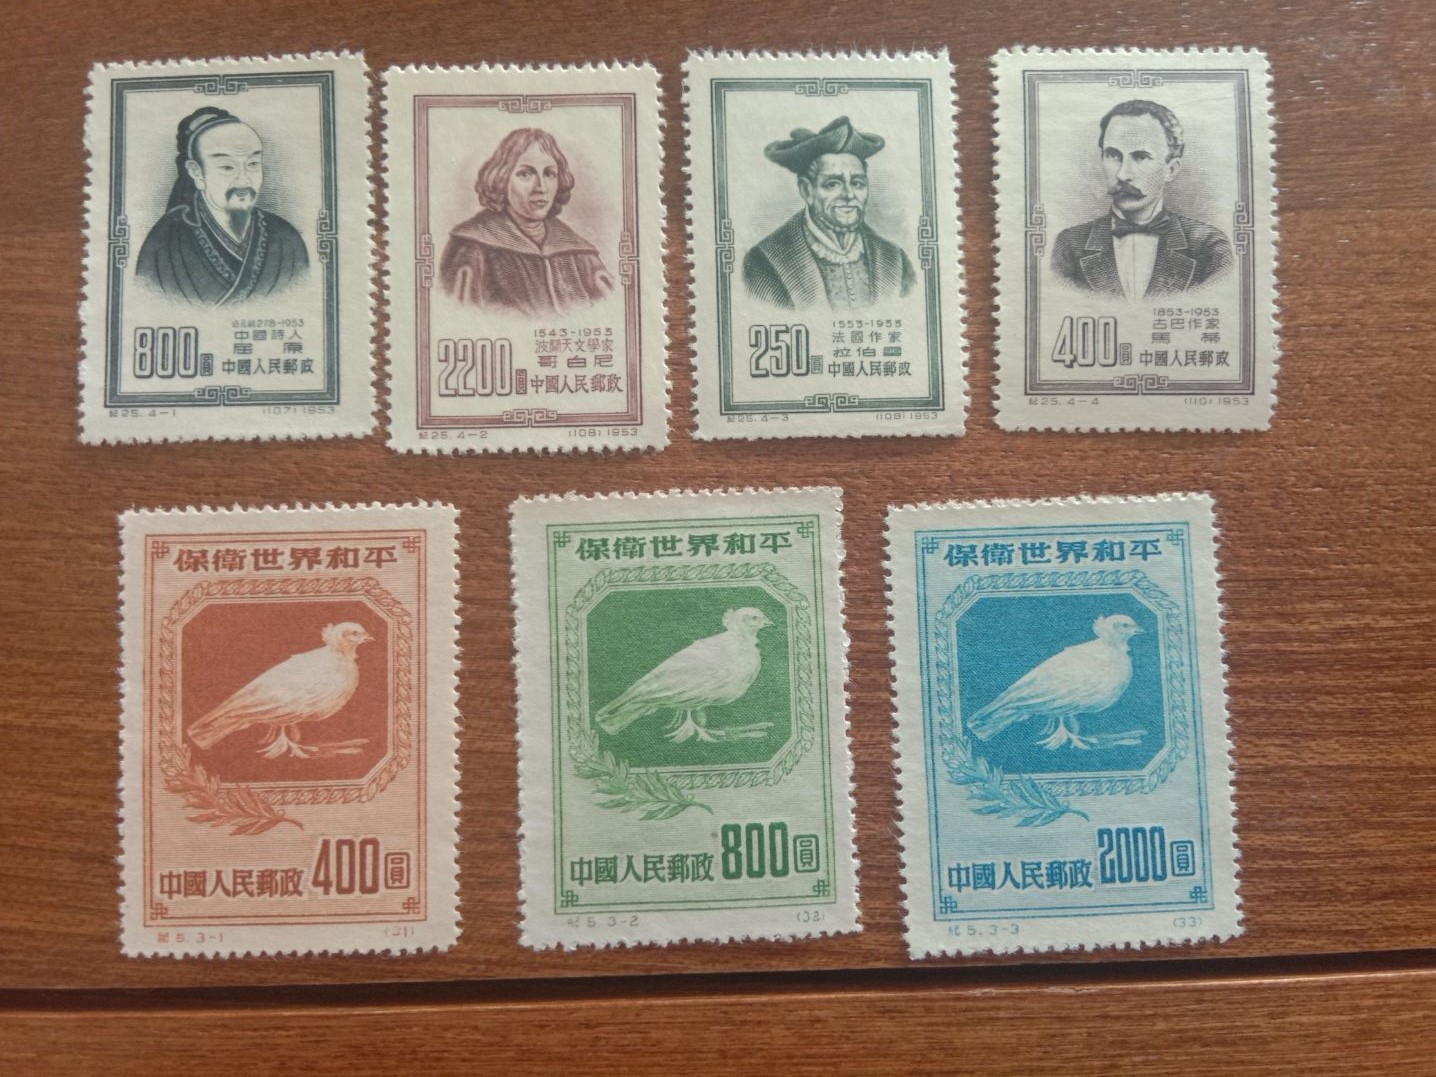 公元前278-1953
中國詩人
屈原
800圓
中國人民郵政
紀25.4-1
(107)1953
1543-1953
波蘭天文學家
哥白尼
2200圓
中國人民郵政
紀25.4-2
(108)1953
1553-1953
法國作家
拉伯雷
250圓
中國人民郵政
紀25.4-3
(109)1953
1853-1953
古巴作家
馬蒂
400圓
中國人民郵政
紀25.4-4
(110)1953
保衛世界和平
中國人民郵政 400圓
紀5.3-1
(31)
保衛世界和平
中國人民郵政 800圓
紀5.3-2
(32)
保衛世界和平
中國人民郵政 2000圓
紀5.3-3
(33)